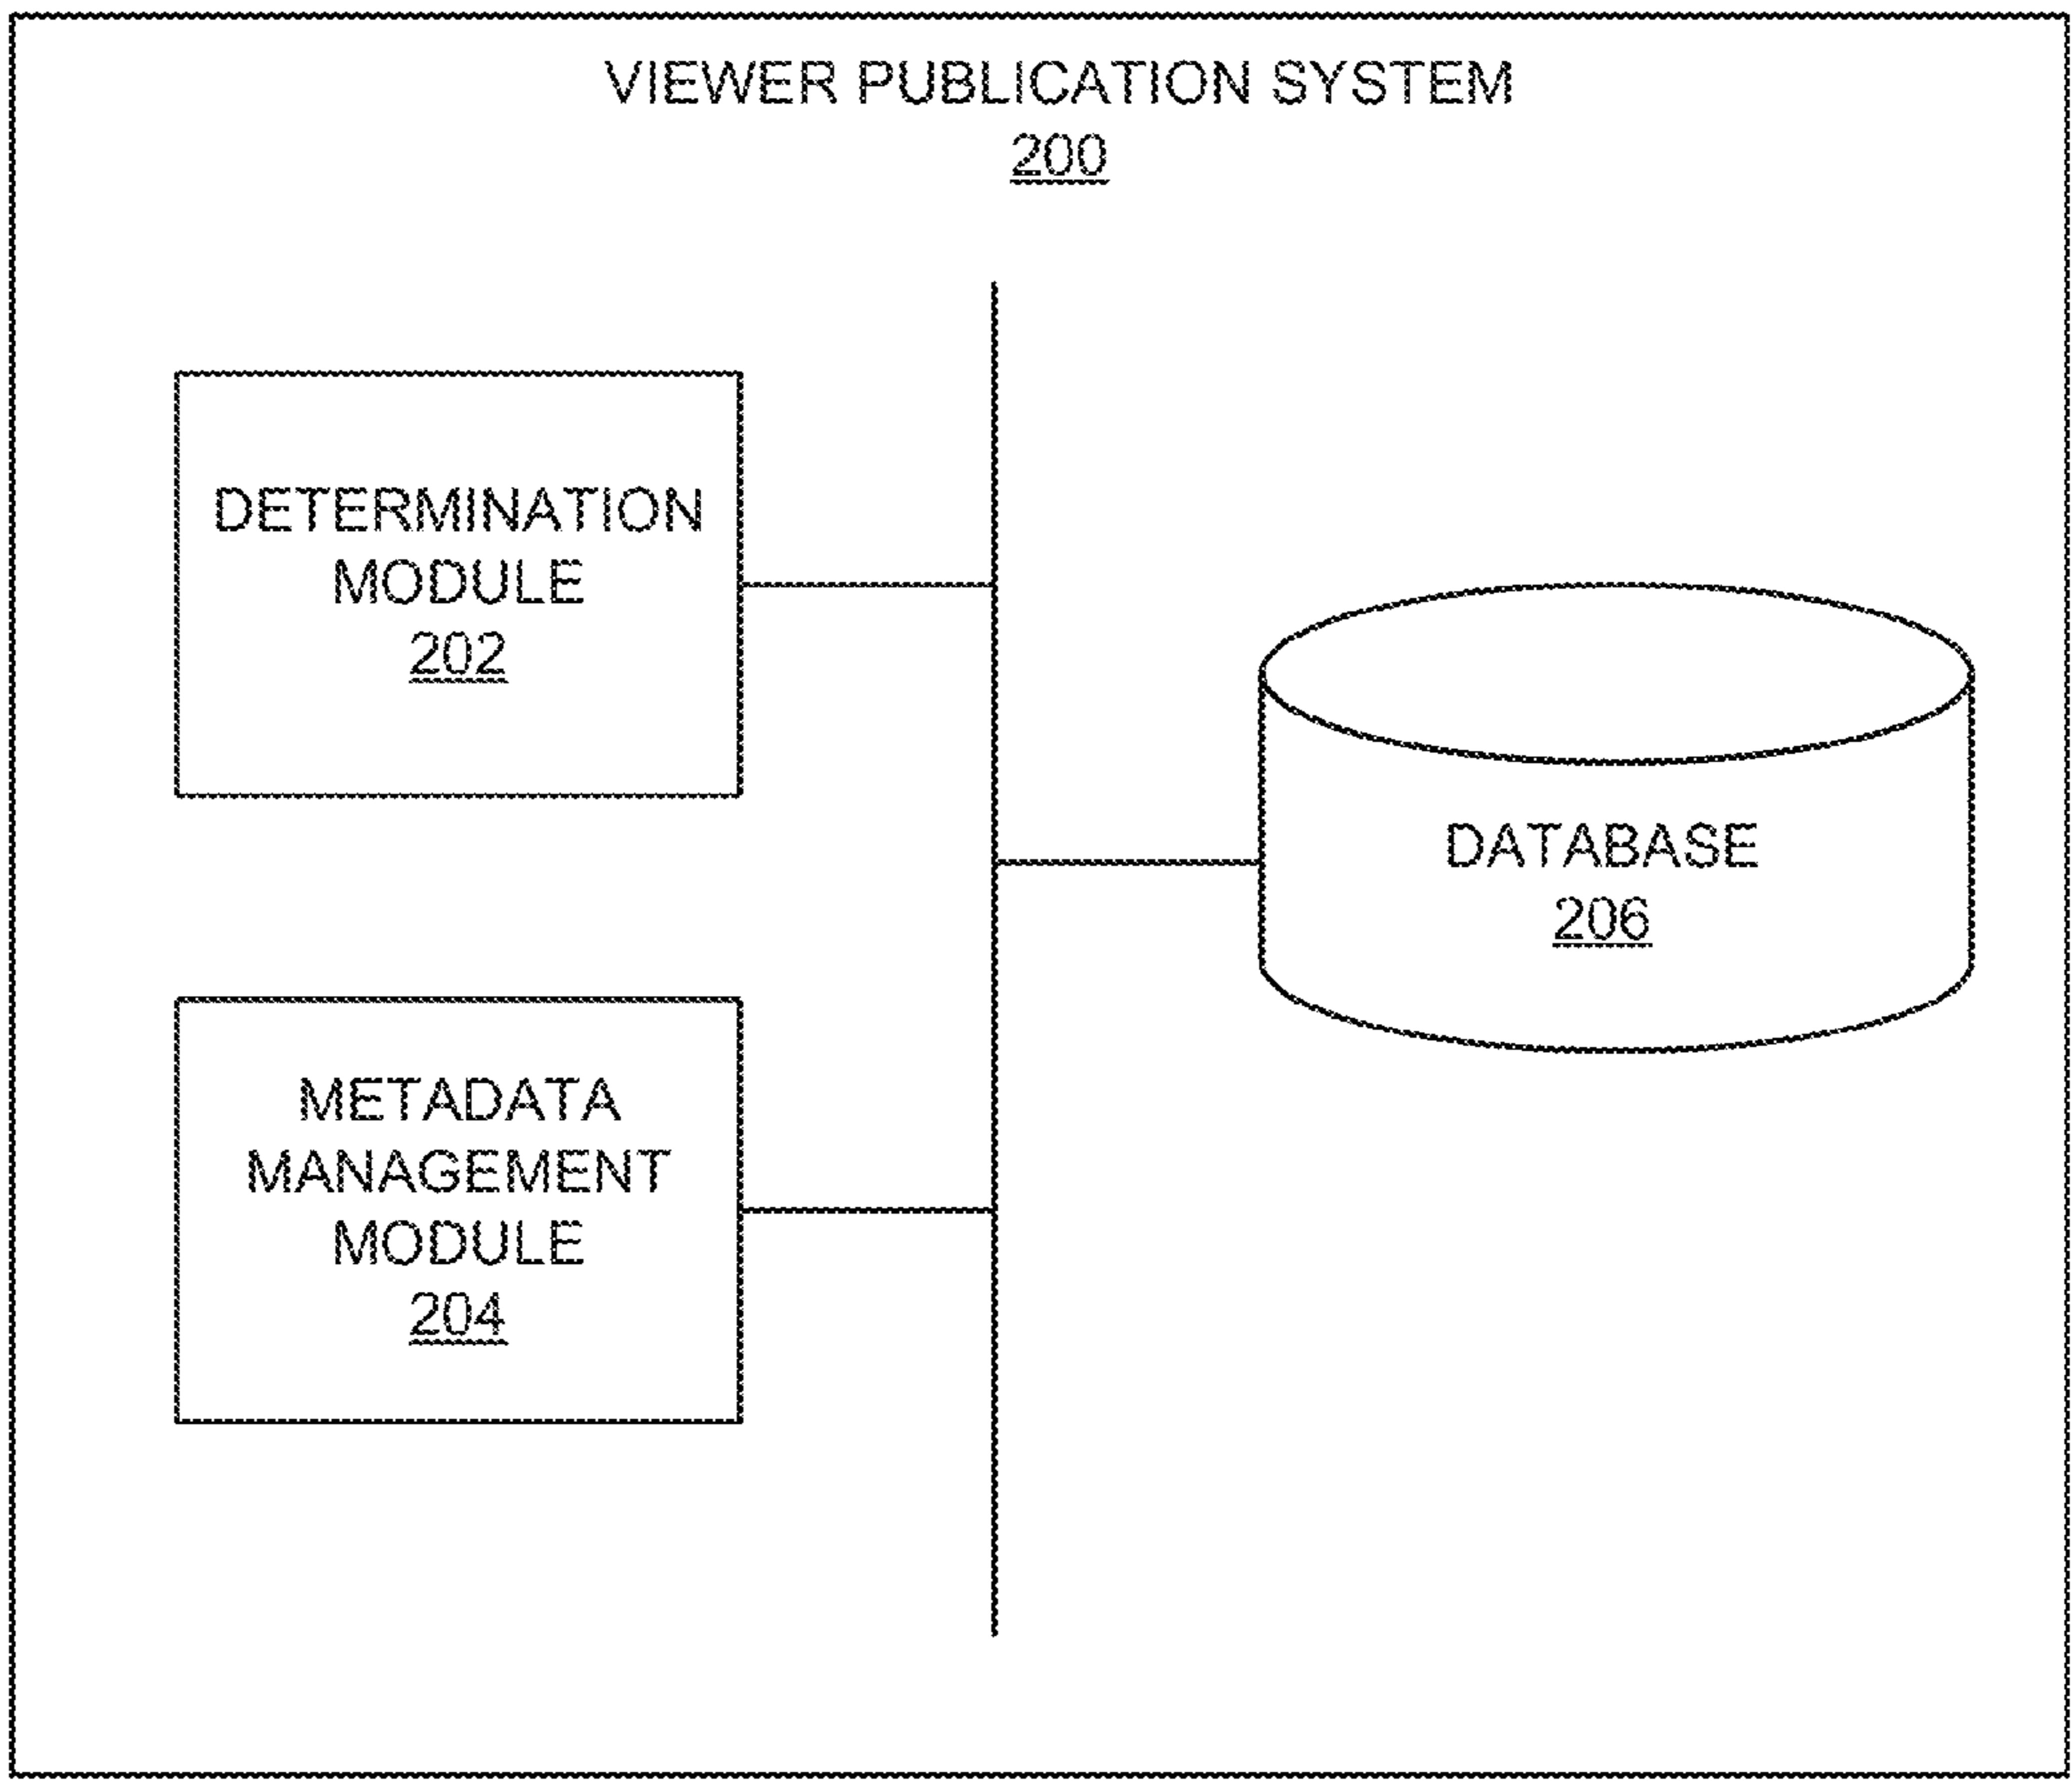 VIEWER PUBLICATION SYSTEM
200
DETERMINATION
MODULE
202
DATABASE
206
METADATA
MANAGEMENT
MODULE
204